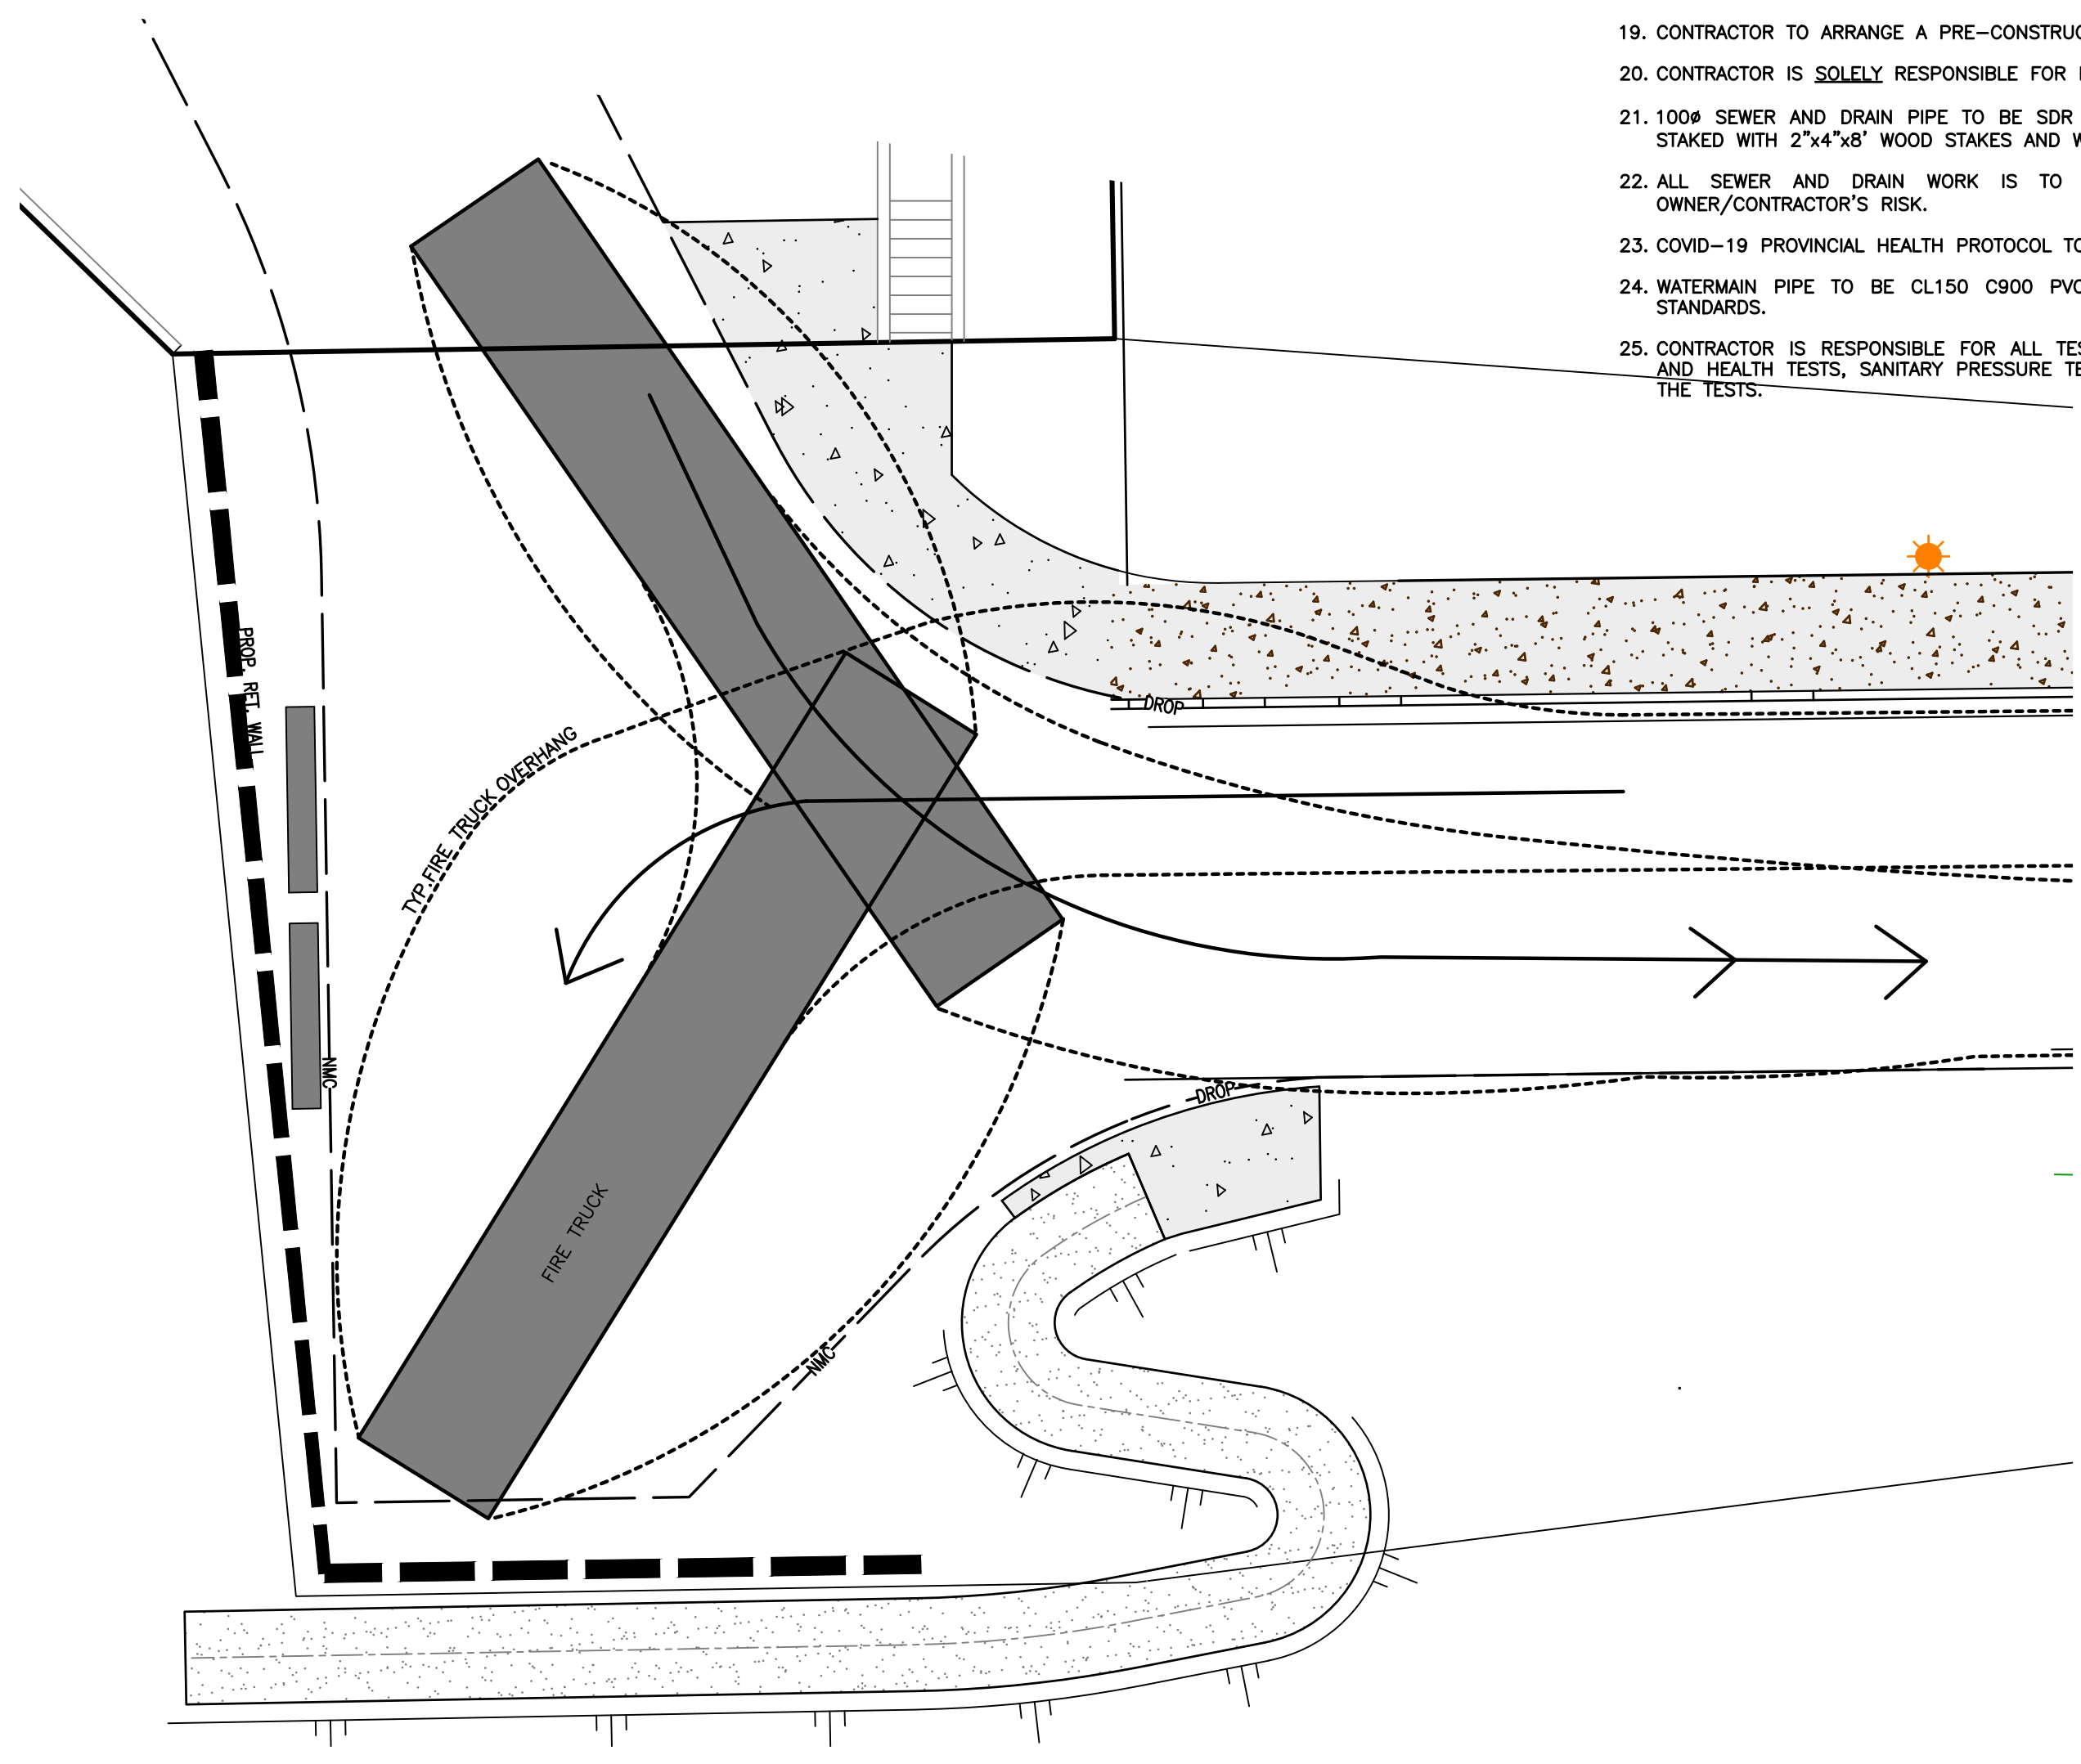 19. CONTRACTOR TO ARRANGE A PRE-CONSTRUC
20. CONTRACTOR IS SOLELY RESPONSIBLE FOR
21. 100ø SEWER AND DRAIN PIPE TO BE SDR
STAKED WITH 2"x4"x8' WOOD STAKES AND W
22. ALL SEWER AND DRAIN WORK IS TO
OWNER/CONTRACTOR'S RISK.
23. COVID-19 PROVINCIAL HEALTH PROTOCOL TO
24. WATERMAIN PIPE TO BE CL150 C900 PVC
STANDARDS.
25. CONTRACTOR IS RESPONSIBLE FOR ALL TES
AND HEALTH TESTS, SANITARY PRESSURE TE
THE TESTS.
PROP. RET. WALL
DROP
TYP.FIRE TRUCK OVERHANG
NMC
DROP
FIRE TRUCK
NMC